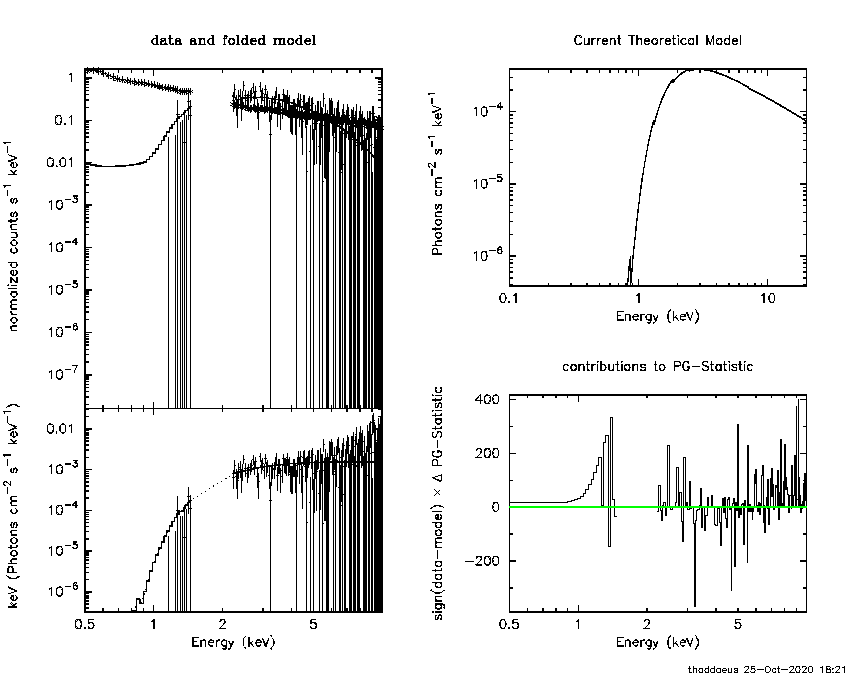 data and folded model
normalized counts s⁻¹ keV⁻¹
1
0.1
0.01
10⁻³
10⁻⁴
10⁻⁵
10⁻⁶
10⁻⁷
keV (Photons cm⁻² s⁻¹ keV⁻¹)
0.01
10⁻³
10⁻⁴
10⁻⁵
10⁻⁶
0.5 1 2 5
Energy (keV)
Current Theoretical Model
Photons cm⁻² s⁻¹ keV⁻¹
10⁻⁴
10⁻⁵
10⁻⁶
0.1 1 10
Energy (keV)
contributions to PG-Statistic
sign(data-model) × Δ PG-Statistic
400
200
0
-200
0.5 1 2 5
Energy (keV)
thaddaeus 25-Oct-2020 18:21